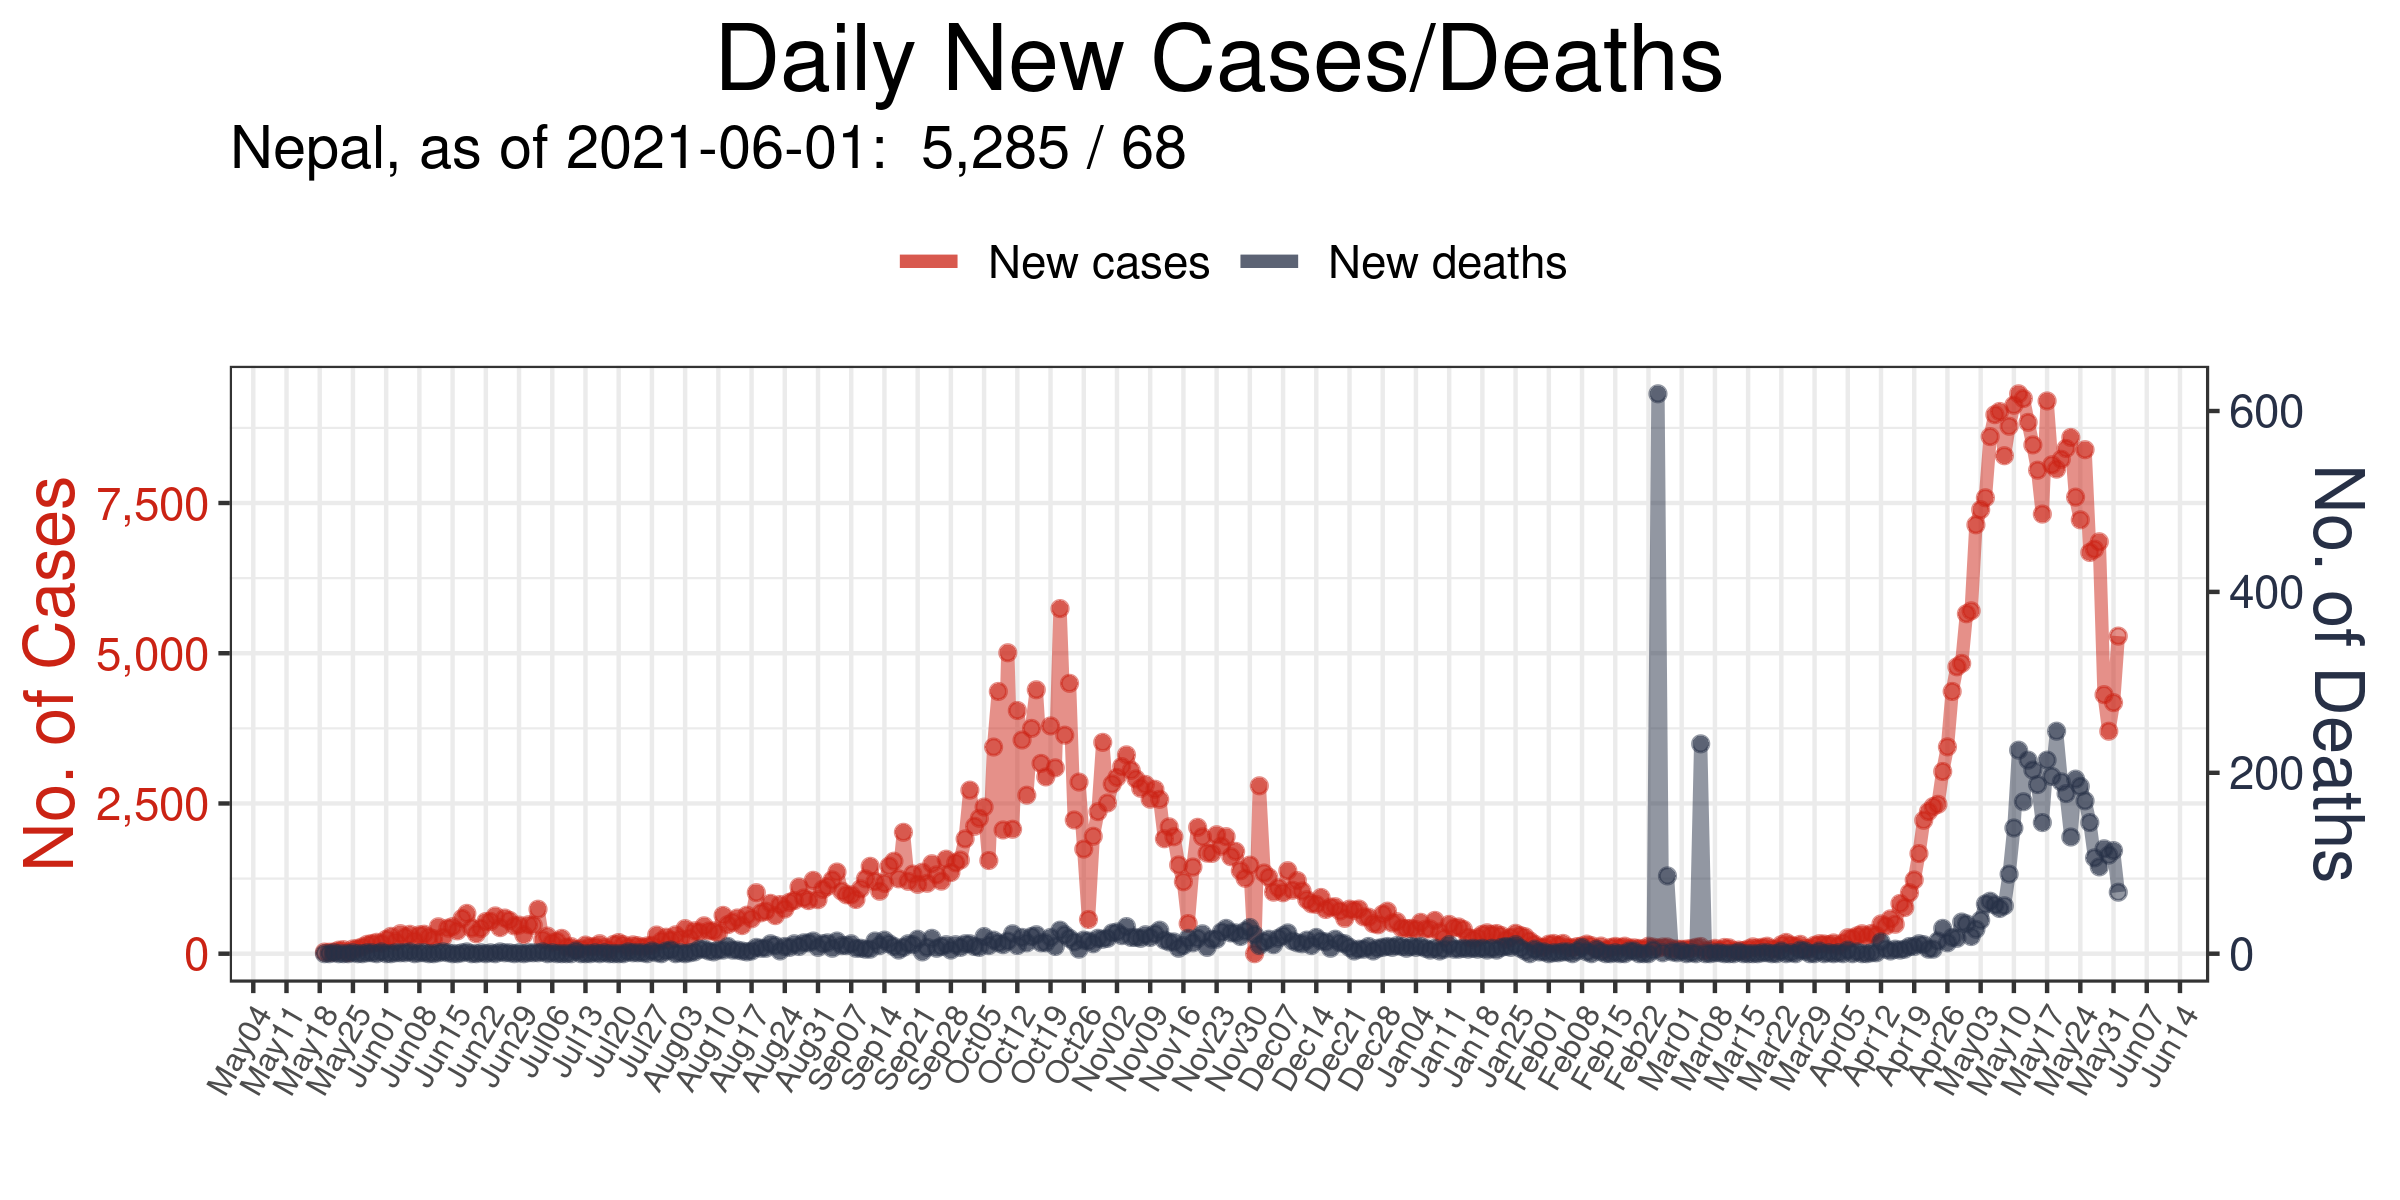 Daily New Cases/Deaths
Nepal, as of 2021-06-01:  5,285 / 68
New cases New deaths
No. of Cases
7,500
5,000
2,500
0
600
400
200
0
No. of Deaths
May04 May11 May18 May25 Jun01 Jun08 Jun15 Jun22 Jun29 Jul06 Jul13 Jul20 Jul27 Aug03 Aug10 Aug17 Aug24 Aug31 Sep07 Sep14 Sep21 Sep28 Oct05 Oct12 Oct19 Oct26 Nov02 Nov09 Nov16 Nov23 Nov30 Dec07 Dec14 Dec21 Dec28 Jan04 Jan11 Jan18 Jan25 Feb01 Feb08 Feb15 Feb22 Mar01 Mar08 Mar15 Mar22 Mar29 Apr05 Apr12 Apr19 Apr26 May03 May10 May17 May24 May31 Jun07 Jun14